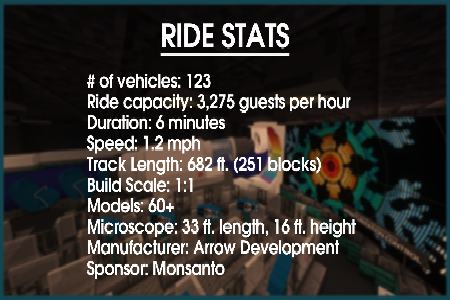 RIDE STATS
# of vehicles: 123
Ride capacity: 3,275 guests per hour
Duration: 6 minutes
Speed: 1.2 mph
Track Length: 682 ft. (251 blocks)
Build Scale: 1:1
Models: 60+
Microscope: 33 ft. length, 16 ft. height
Manufacturer: Arrow Development
Sponsor: Monsanto